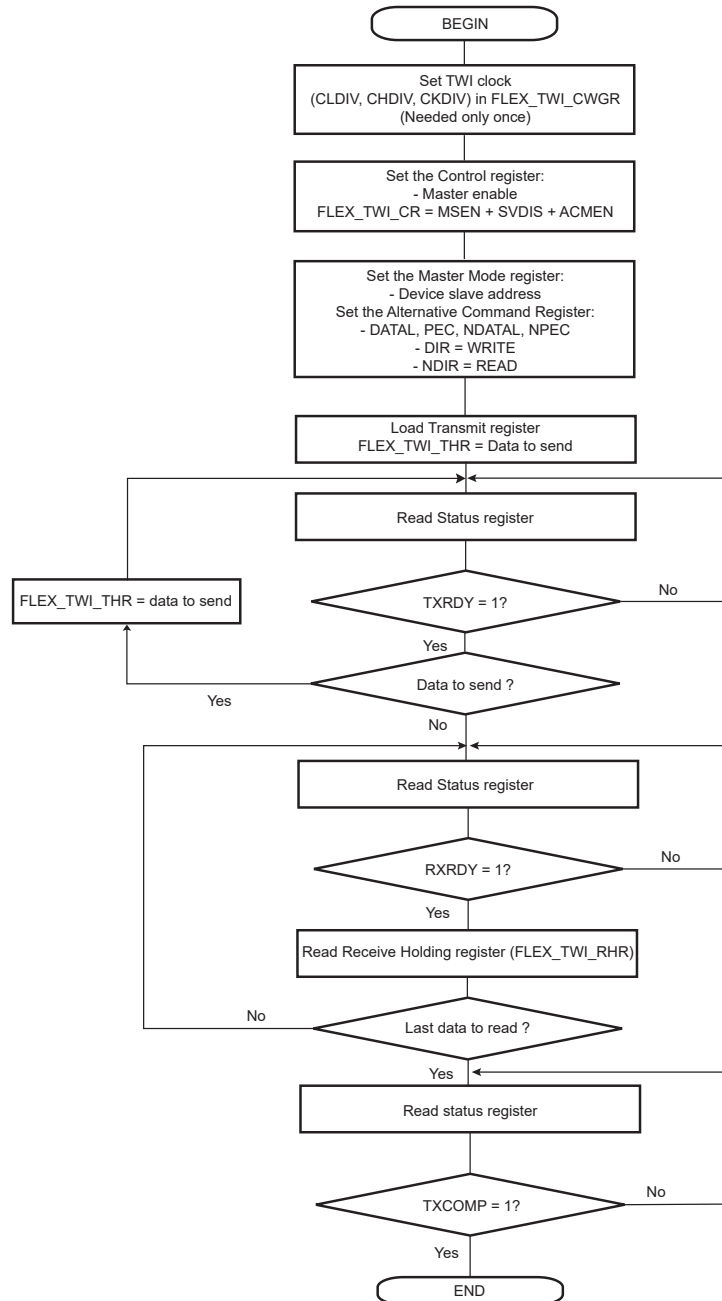 BEGIN
Set TWI clock
(CLDIV, CHDIV, CKDIV) in FLEX_TWI_CWGR
(Needed only once)
Set the Control register:
- Master enable
FLEX_TWI_CR = MSEN + SVDIS + ACMEN
Set the Master Mode register:
- Device slave address
Set the Alternative Command Register:
- DATAL, PEC, NDATAL, NPEC
- DIR = WRITE
- NDIR = READ
Load Transmit register
FLEX_TWI_THR = Data to send
Read Status register
FLEX_TWI_THR = data to send
TXRDY = 1?
No
Yes
Data to send ?
Yes
No
Read Status register
RXRDY = 1?
No
Yes
Read Receive Holding register (FLEX_TWI_RHR)
No
Last data to read ?
Yes
Read status register
TXCOMP = 1?
No
Yes
END